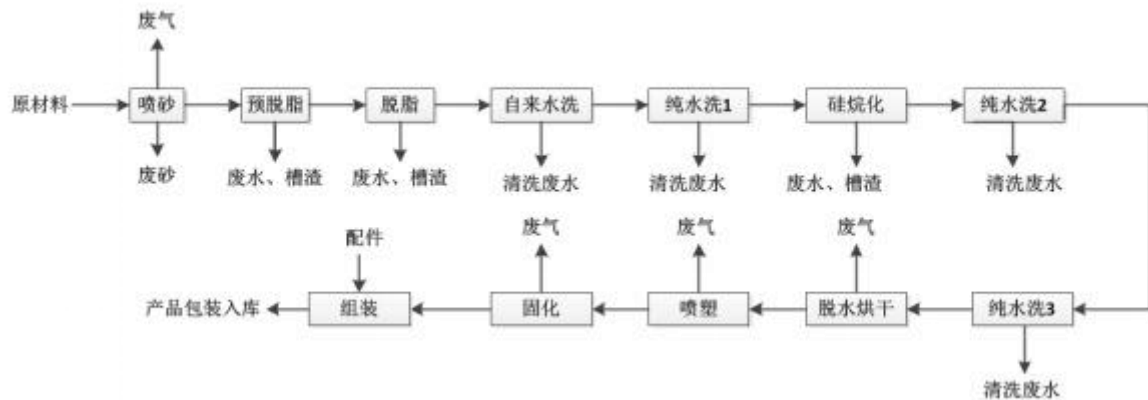 废气
原材料 喷砂 预脱脂 脱脂 自来水洗 纯水洗1 硅烷化 纯水洗2
废砂 废水、槽渣 废水、槽渣 清洗废水 清洗废水 废水、槽渣 清洗废水
配件 废气 废气 废气
产品包装入库 组装 固化 喷塑 脱水烘干 纯水洗3
清洗废水